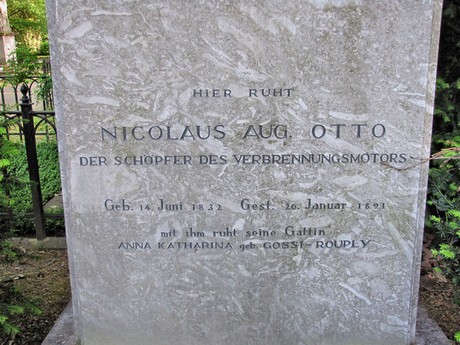 HIER RUHT
NICOLAUS AUG. OTTO
DER SCHÖPFER DES VERBRENNUNGSMOTORS
Geb. 14. Juni 1832 Gest. 26. Januar 1891
mit ihm ruht seine Gattin
ANNA KATHARINA geb. GOSSI-ROUPLY